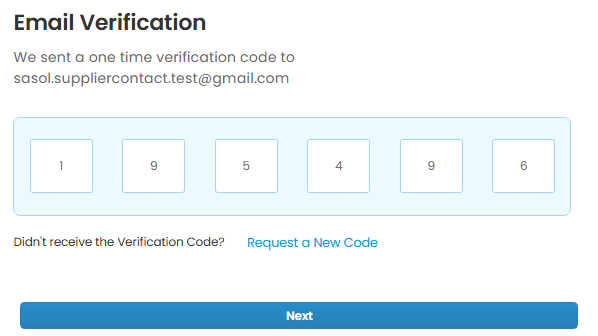 Email Verification
We sent a one time verification code to
sasol.suppliercontact.test@gmail.com
1 9 5 4 9 6
Didn't receive the Verification Code? Request a New Code
Next